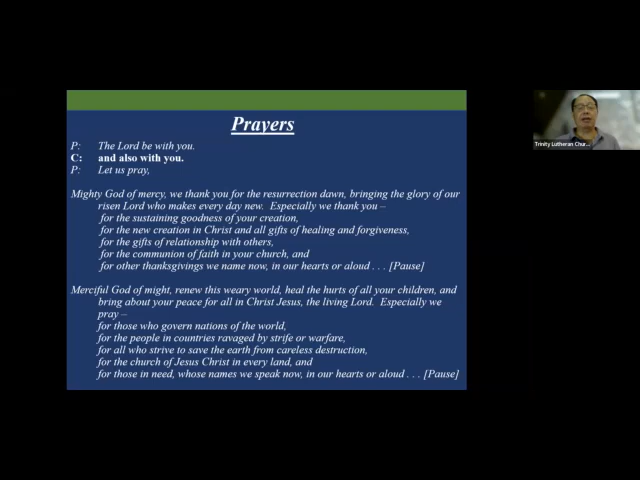 Prayers
P: The Lord be with you.
C: and also with you.
P: Let us pray,
Mighty God of mercy, we thank you for the resurrection dawn, bringing the glory of our
risen Lord who makes every day new. Especially we thank you –
for the sustaining goodness of your creation,
for the new creation in Christ and all gifts of healing and forgiveness,
for the gifts of relationship with others,
for the communion of faith in your church, and
for other thanksgivings we name now, in our hearts or aloud . . . [Pause]
Merciful God of might, renew this weary world, heal the hurts of all your children, and
bring about your peace for all in Christ Jesus, the living Lord. Especially we
pray –
for those who govern nations of the world,
for the people in countries ravaged by strife or warfare,
for all who strive to save the earth from careless destruction,
for the church of Jesus Christ in every land, and
for those in need, whose names we speak now, in our hearts or aloud . . . [Pause]
Trinity Lutheran Chur...